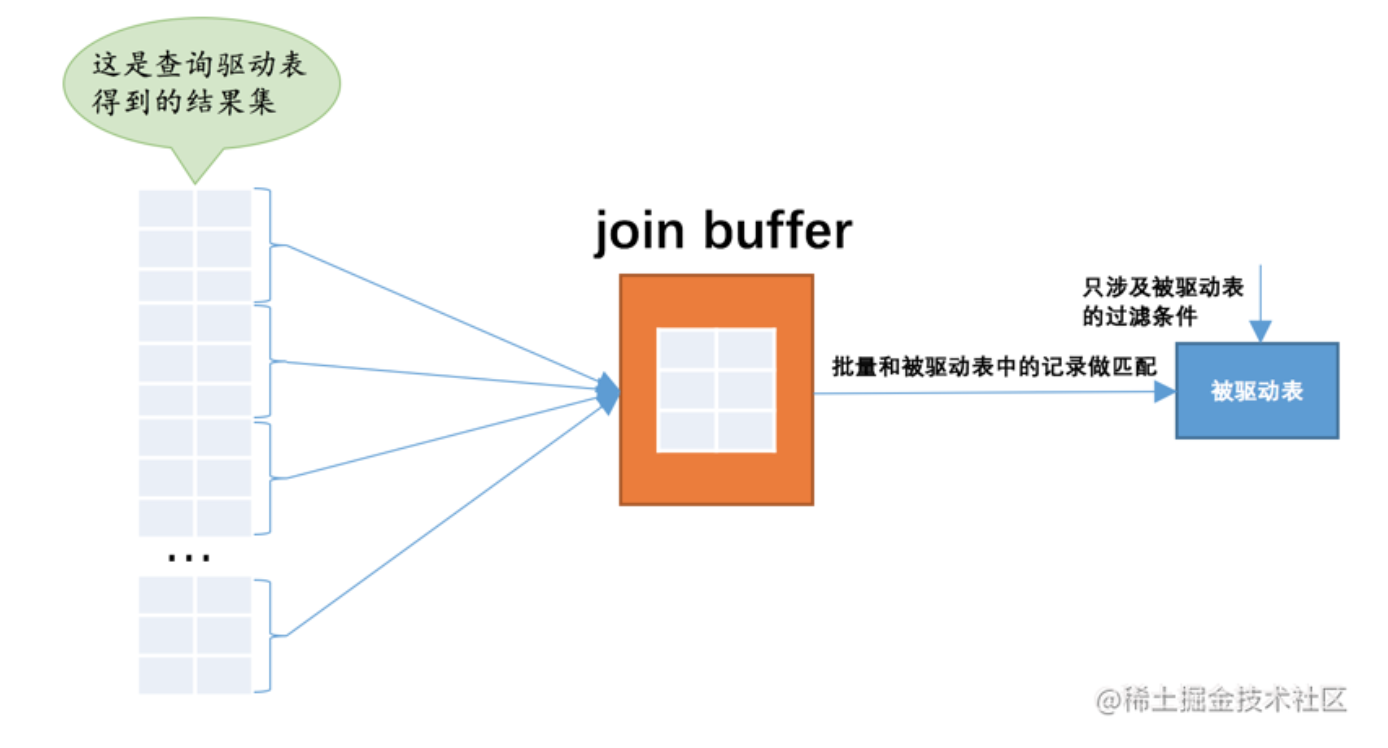 这是查询驱动表
得到的结果集
join buffer
只涉及被驱动表
的过滤条件
批量和被驱动表中的记录做匹配
被驱动表
...
@稀土掘金技术社区